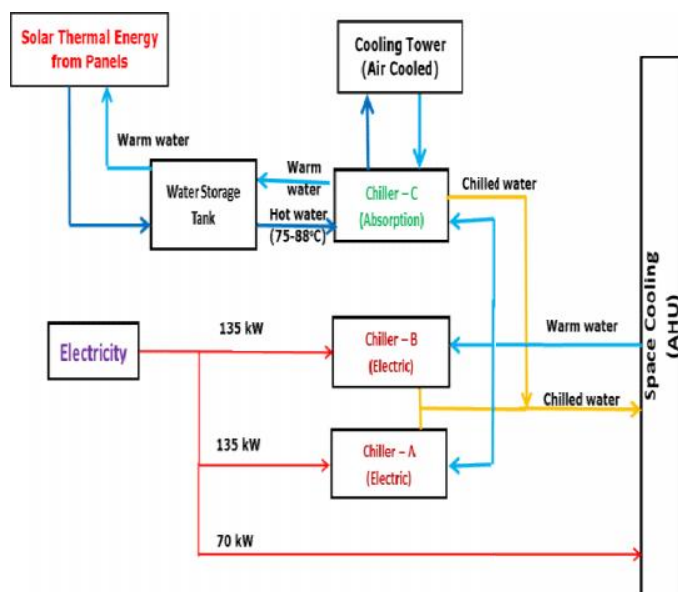 Solar Thermal Energy
from Panels
Cooling Tower
(Air Cooled)
Warm water
Water Storage
Tank
Warm
water
Hot water
(75-88°C)
Chiller – C
(Absorption)
Chilled water
Electricity
135 kW
Chiller – B
(Electric)
Warm water
Chilled water
135 kW
Chiller – A
(Electric)
70 kW
Space Cooling
(AHU)